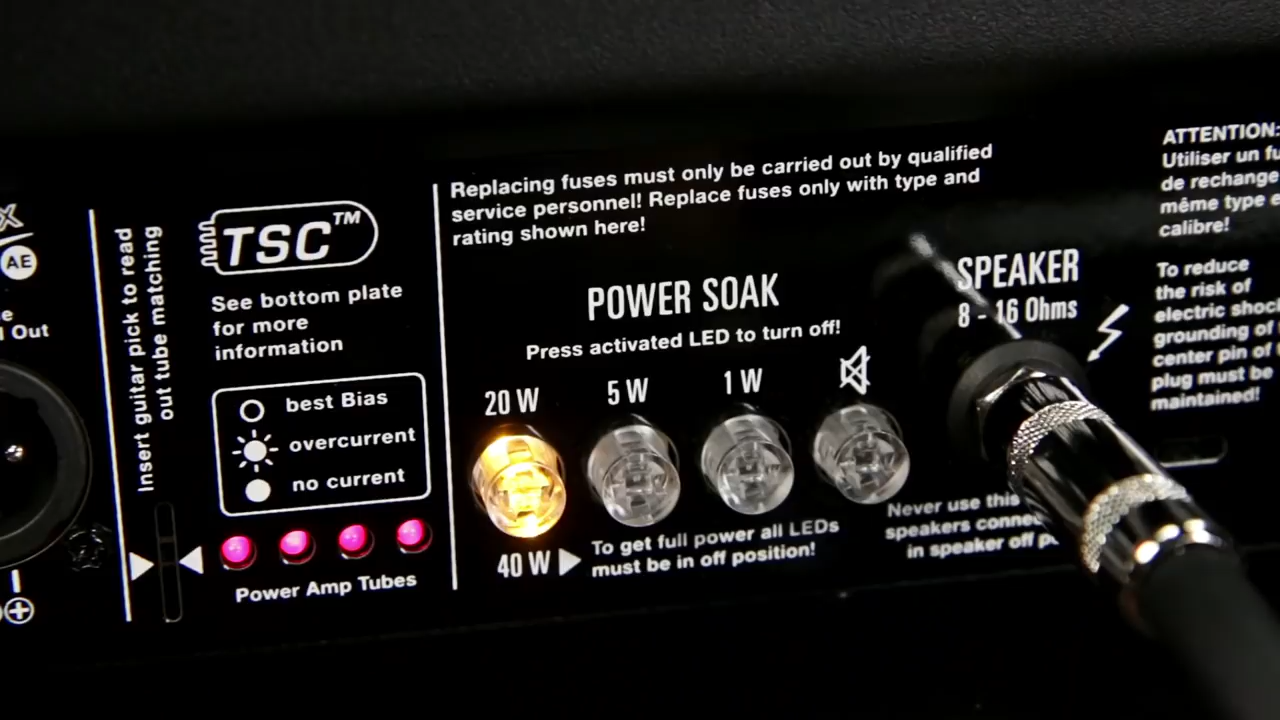 X
AE
e
Out
Insert guitar pick to read
out tube matching
TSC™
See bottom plate
for more
information
best Bias
overcurrent
no current
Power Amp Tubes
Replacing fuses must only be carried out by qualified
service personnel! Replace fuses only with type and
rating shown here!
POWER SOAK
Press activated LED to turn off!
20 W 5 W 1 W
40 W
To get full power all LEDs
must be in off position!
SPEAKER
8 - 16 Ohms
Never use this
speakers connec
in speaker off p
ATTENTION:
Utiliser un fu
de rechange
même type e
calibre!
To reduce
the risk of
electric shoc
grounding of
center pin of
plug must be
maintained!